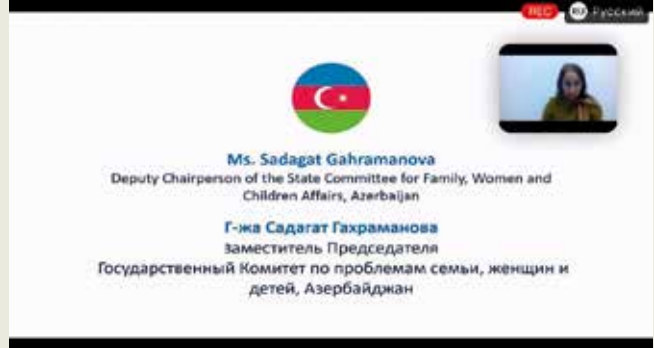 REC RU Русский
Ms. Sadagat Gahramanova
Deputy Chairperson of the State Committee for Family, Women and
Children Affairs, Azerbaijan
Г-жа Садагат Гахраманова
Заместитель Председателя
Государственный Комитет по проблемам семьи, женщин и
детей, Азербайджан